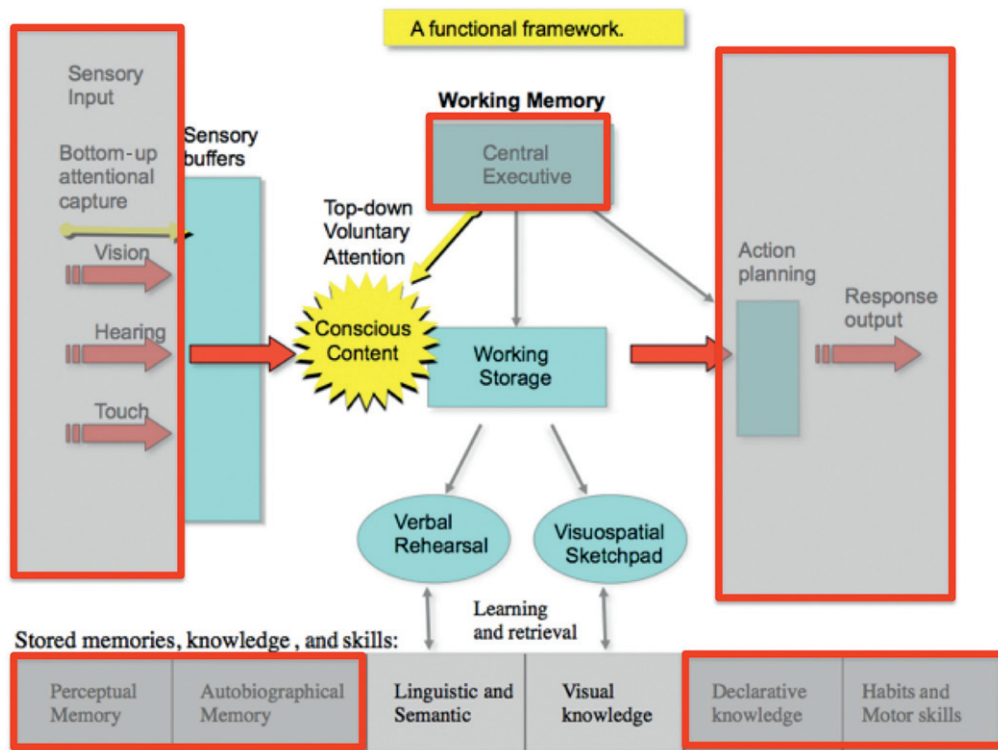 A functional framework.
Sensory
Input
Bottom-up
attentional
capture
Vision
Hearing
Touch
Sensory
buffers
Working Memory
Central
Executive
Top-down
Voluntary
Attention
Conscious
Content
Working
Storage
Action
planning
Response
output
Verbal
Rehearsal
Visuospatial
Sketchpad
Learning
and retrieval
Stored memories, knowledge, and skills:
Perceptual
Memory
Autobiographical
Memory
Linguistic and
Semantic
Visual
knowledge
Declarative
knowledge
Habits and
Motor skills